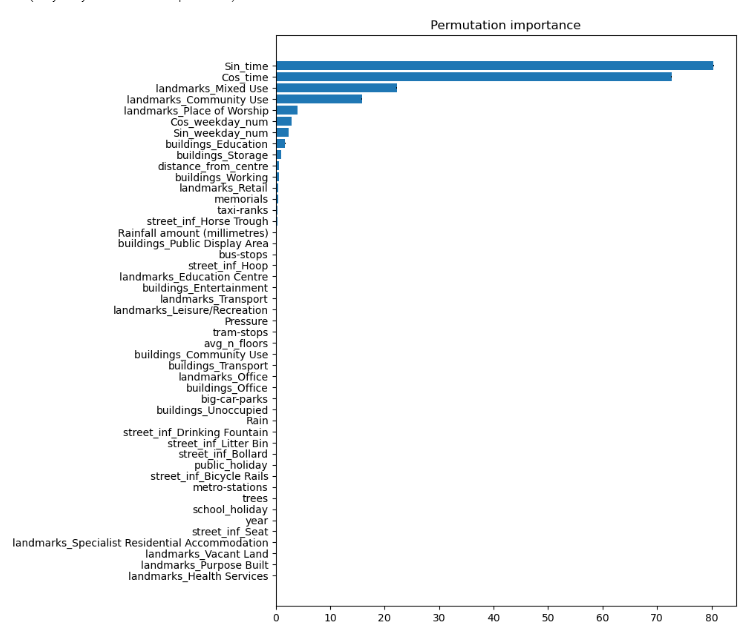 Permutation importance
Sin_time
Cos_time
landmarks_Mixed Use
landmarks_Community Use
landmarks_Place of Worship
Cos_weekday_num
Sin_weekday_num
buildings_Education
buildings_Storage
distance_from_centre
buildings_Working
landmarks_Retail
memorials
taxi-ranks
street_inf_Horse Trough
Rainfall amount (millimetres)
buildings_Public Display Area
bus-stops
street_inf_Hoop
landmarks_Education Centre
buildings_Entertainment
landmarks_Transport
landmarks_Leisure/Recreation
Pressure
tram-stops
avg_n_floors
buildings_Community Use
buildings_Transport
landmarks_Office
buildings_Office
big-car-parks
buildings_Unoccupied
Rain
street_inf_Drinking Fountain
street_inf_Litter Bin
street_inf_Bollard
public_holiday
street_inf_Bicycle Rails
metro-stations
trees
school_holiday
year
street_inf_Seat
landmarks_Specialist Residential Accommodation
landmarks_Vacant Land
landmarks_Purpose Built
landmarks_Health Services
0 10 20 30 40 50 60 70 80